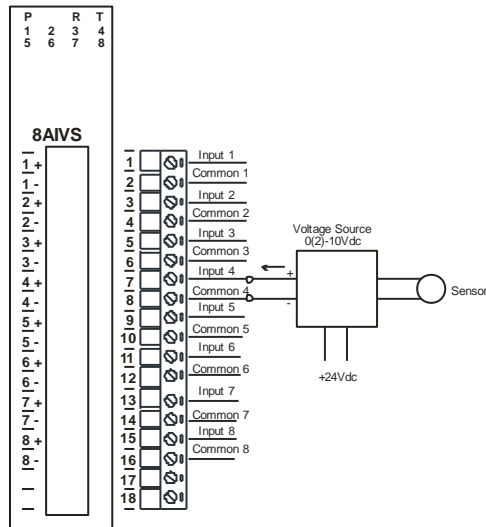 P R T
1 2 3 4
5 6 7 8
8AIVS
1 +
1 -
2 +
2 -
3 +
3 -
4 +
4 -
5 +
5 -
6 +
6 -
7 +
7 -
8 +
8 -
1 Input 1
2 Common 1
3 Input 2
4 Common 2
5 Input 3
6 Common 3
7 Input 4
8 Common 4
9 Input 5
10 Common 5
11 Input 6
12 Common 6
13 Input 7
14 Common 7
15 Input 8
16 Common 8
17
18
Voltage Source
0(2)-10Vdc
+
-
Sensor
+24Vdc